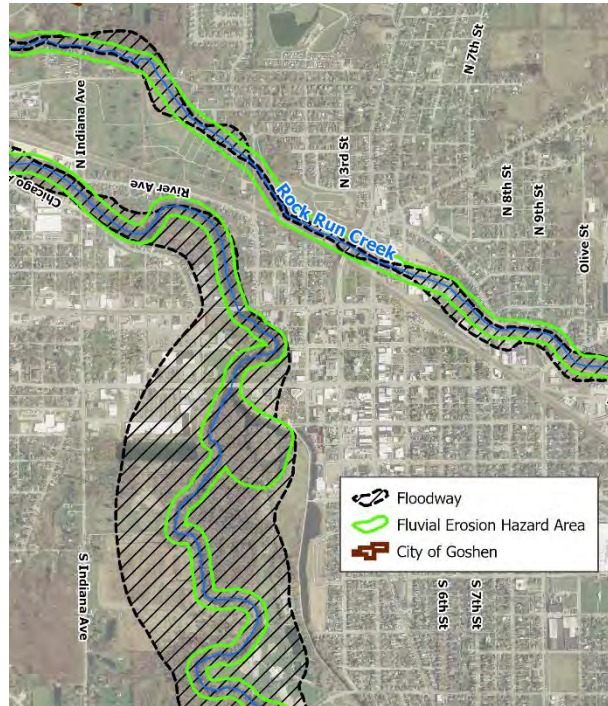 N 7th St
N Indiana Ave
N 3rd St
River Ave
N 8th St
N 9th St
Olive St
Rock Run Creek
Floodway
Fluvial Erosion Hazard Area
City of Goshen
S Indiana Ave
S 6th St
S 7th St